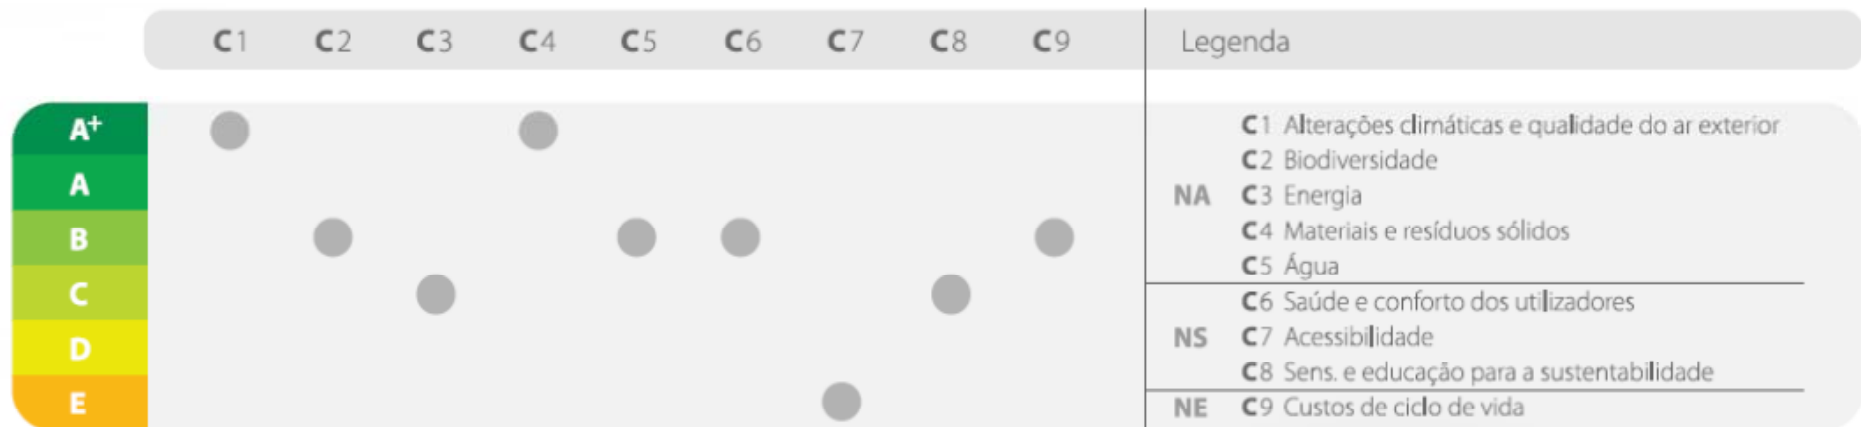 C1 C2 C3 C4 C5 C6 C7 C8 C9 Legenda
A+
A
B
C
D
E
NA
C1 Alterações climáticas e qualidade do ar exterior
C2 Biodiversidade
C3 Energia
C4 Materiais e resíduos sólidos
C5 Água
NS
C6 Saúde e conforto dos utilizadores
C7 Acessibilidade
C8 Sens. e educação para a sustentabilidade
NE
C9 Custos de ciclo de vida